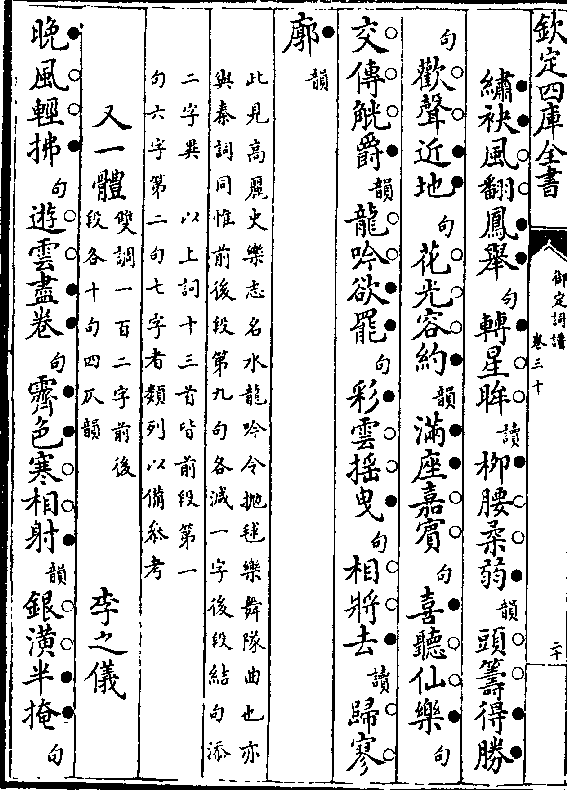 欽定四庫全書
御定詞譜
卷三十
二十
繡袂風翻鳳舉句轉星眸讀柳腰柔弱韻頭籌得勝
句歡聲近地句花光容約韻滿座嘉賓句喜聽仙樂句
交傳觥爵韻龍吟欲罷句彩雲搖曳句相將去讀歸寥
廓韻
此見高麗史樂志名水龍吟令抛毬樂舞隊曲也亦
與秦詞同惟前後段第九句各減一字後段結句添
二字異　以上詞十三首皆前段第一
句六字第二句七字者類列以備參考
又一體雙調一百二字前後
段各十句四仄韻　李之儀
晚風輕拂句遊雲盡卷句霽色寒相射韻銀潢半掩句